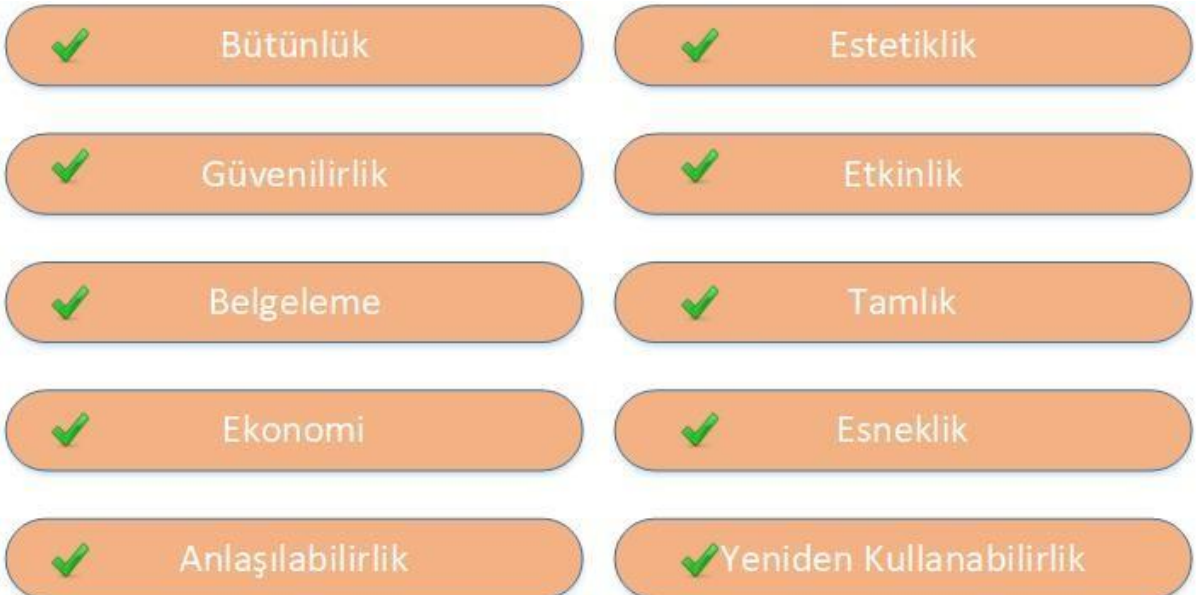 Bütünlük
Estetiklik
Güvenilirlik
Etkinlik
Belgeleme
Tamlık
Ekonomi
Esneklik
Anlaşılabilirlik
Yeniden Kullanabilirlik